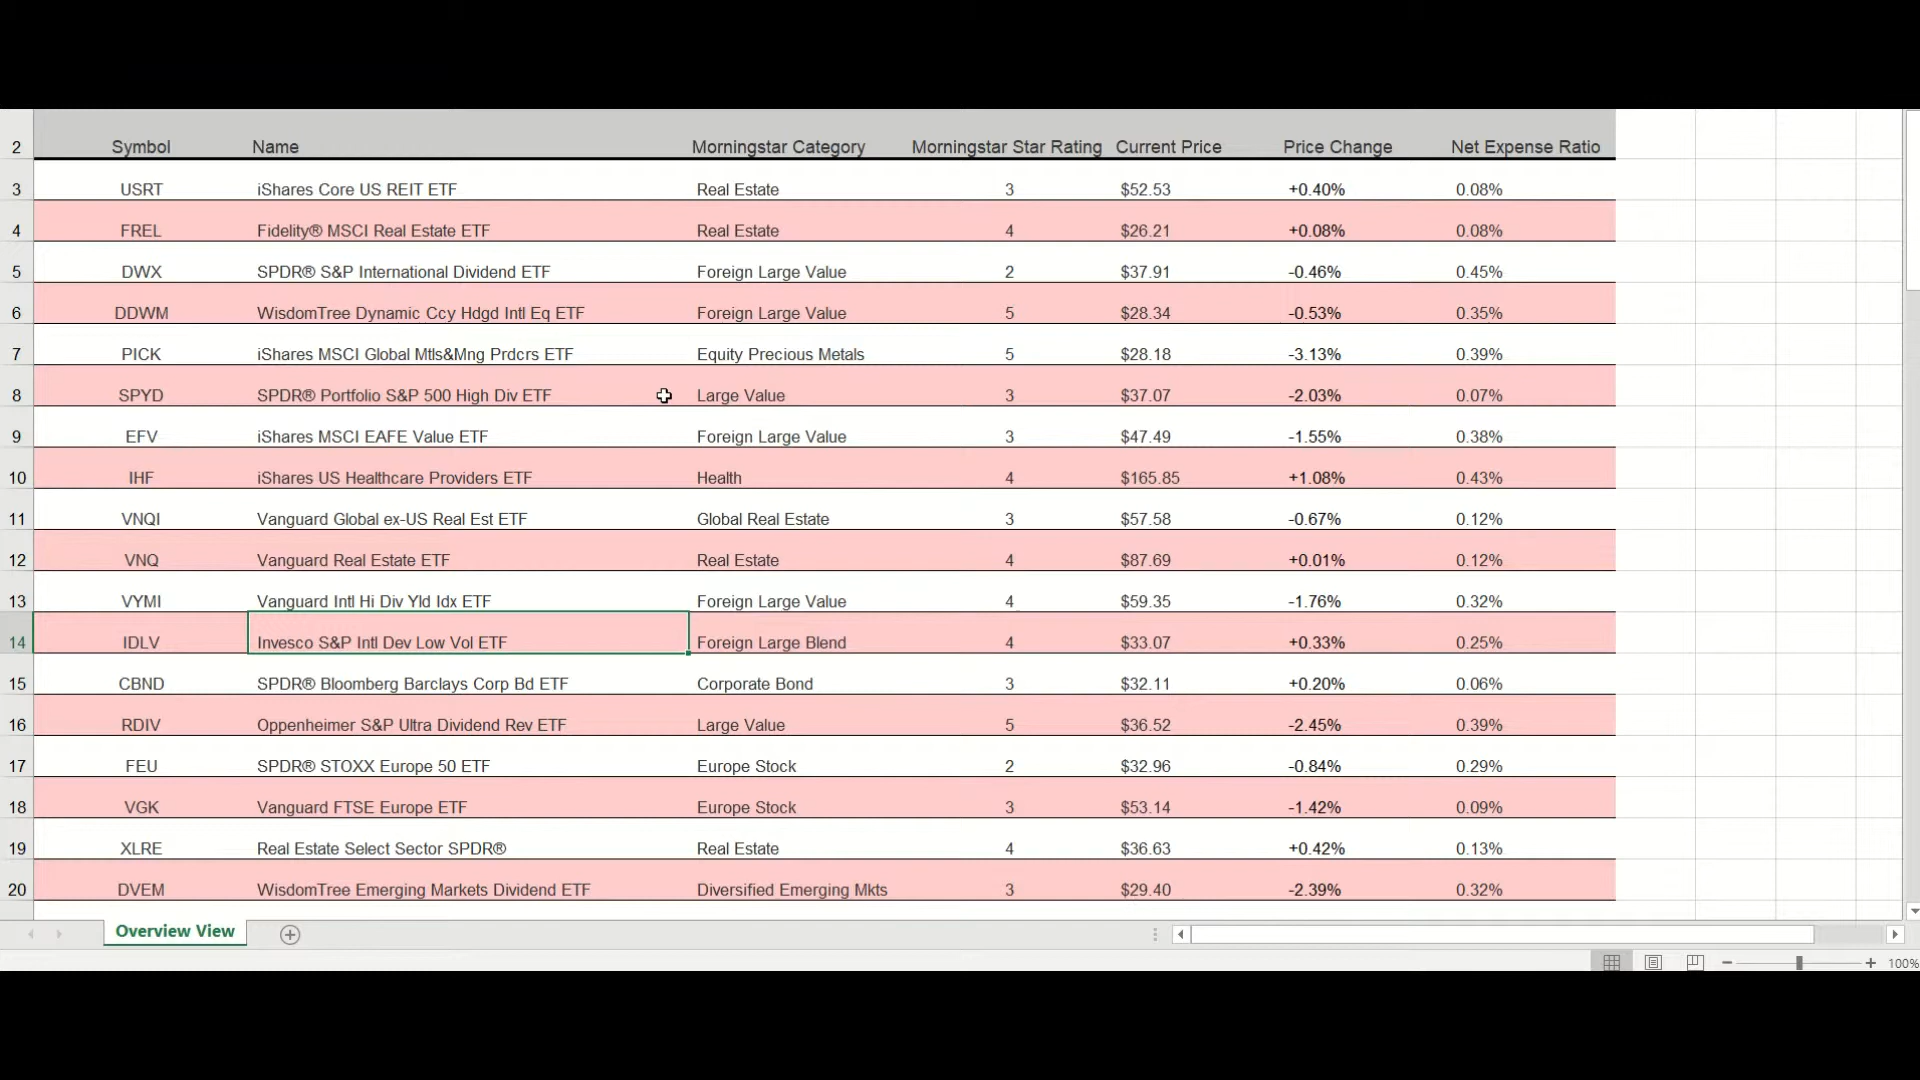 2 Symbol Name Morningstar Category Morningstar Star Rating Current Price Price Change Net Expense Ratio
3 USRT iShares Core US REIT ETF Real Estate 3 $52.53 +0.40% 0.08%
4 FREL Fidelity® MSCI Real Estate ETF Real Estate 4 $26.21 +0.08% 0.08%
5 DWX SPDR® S&P International Dividend ETF Foreign Large Value 2 $37.91 -0.46% 0.45%
6 DDWM WisdomTree Dynamic Ccy Hdgd Intl Eq ETF Foreign Large Value 5 $28.34 -0.53% 0.35%
7 PICK iShares MSCI Global Mtls&Mng Prdcrs ETF Equity Precious Metals 5 $28.18 -3.13% 0.39%
8 SPYD SPDR® Portfolio S&P 500 High Div ETF Large Value 3 $37.07 -2.03% 0.07%
9 EFV iShares MSCI EAFE Value ETF Foreign Large Value 3 $47.49 -1.55% 0.38%
10 IHF iShares US Healthcare Providers ETF Health 4 $165.85 +1.08% 0.43%
11 VNQI Vanguard Global ex-US Real Est ETF Global Real Estate 3 $57.58 -0.67% 0.12%
12 VNQ Vanguard Real Estate ETF Real Estate 4 $87.69 +0.01% 0.12%
13 VYMI Vanguard Intl Hi Div Yld Idx ETF Foreign Large Value 4 $59.35 -1.76% 0.32%
14 IDLV Invesco S&P Intl Dev Low Vol ETF Foreign Large Blend 4 $33.07 +0.33% 0.25%
15 CBND SPDR® Bloomberg Barclays Corp Bd ETF Corporate Bond 3 $32.11 +0.20% 0.06%
16 RDIV Oppenheimer S&P Ultra Dividend Rev ETF Large Value 5 $36.52 -2.45% 0.39%
17 FEU SPDR® STOXX Europe 50 ETF Europe Stock 2 $32.96 -0.84% 0.29%
18 VGK Vanguard FTSE Europe ETF Europe Stock 3 $53.14 -1.42% 0.09%
19 XLRE Real Estate Select Sector SPDR® Real Estate 4 $36.63 +0.42% 0.13%
20 DVEM WisdomTree Emerging Markets Dividend ETF Diversified Emerging Mkts 3 $29.40 -2.39% 0.32%
Overview View
100%